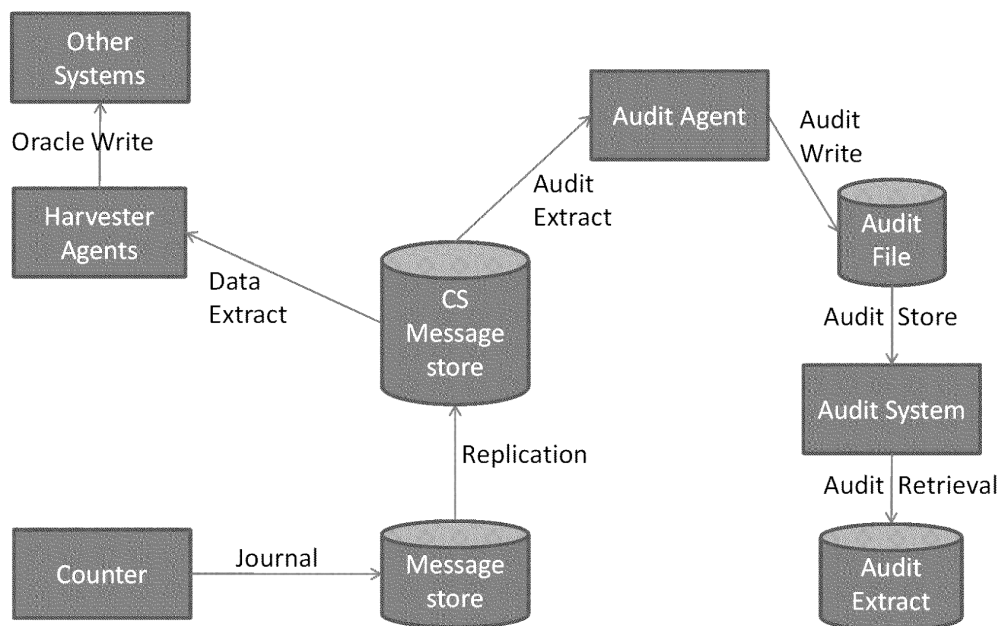 Other
Systems
Oracle Write
Harvester
Agents
Data
Extract
CS
Message
store
Audit
Extract
Audit Agent
Audit
Write
Audit
File
Audit Store
Audit System
Audit Retrieval
Audit
Extract
Replication
Counter
Journal
Message
store